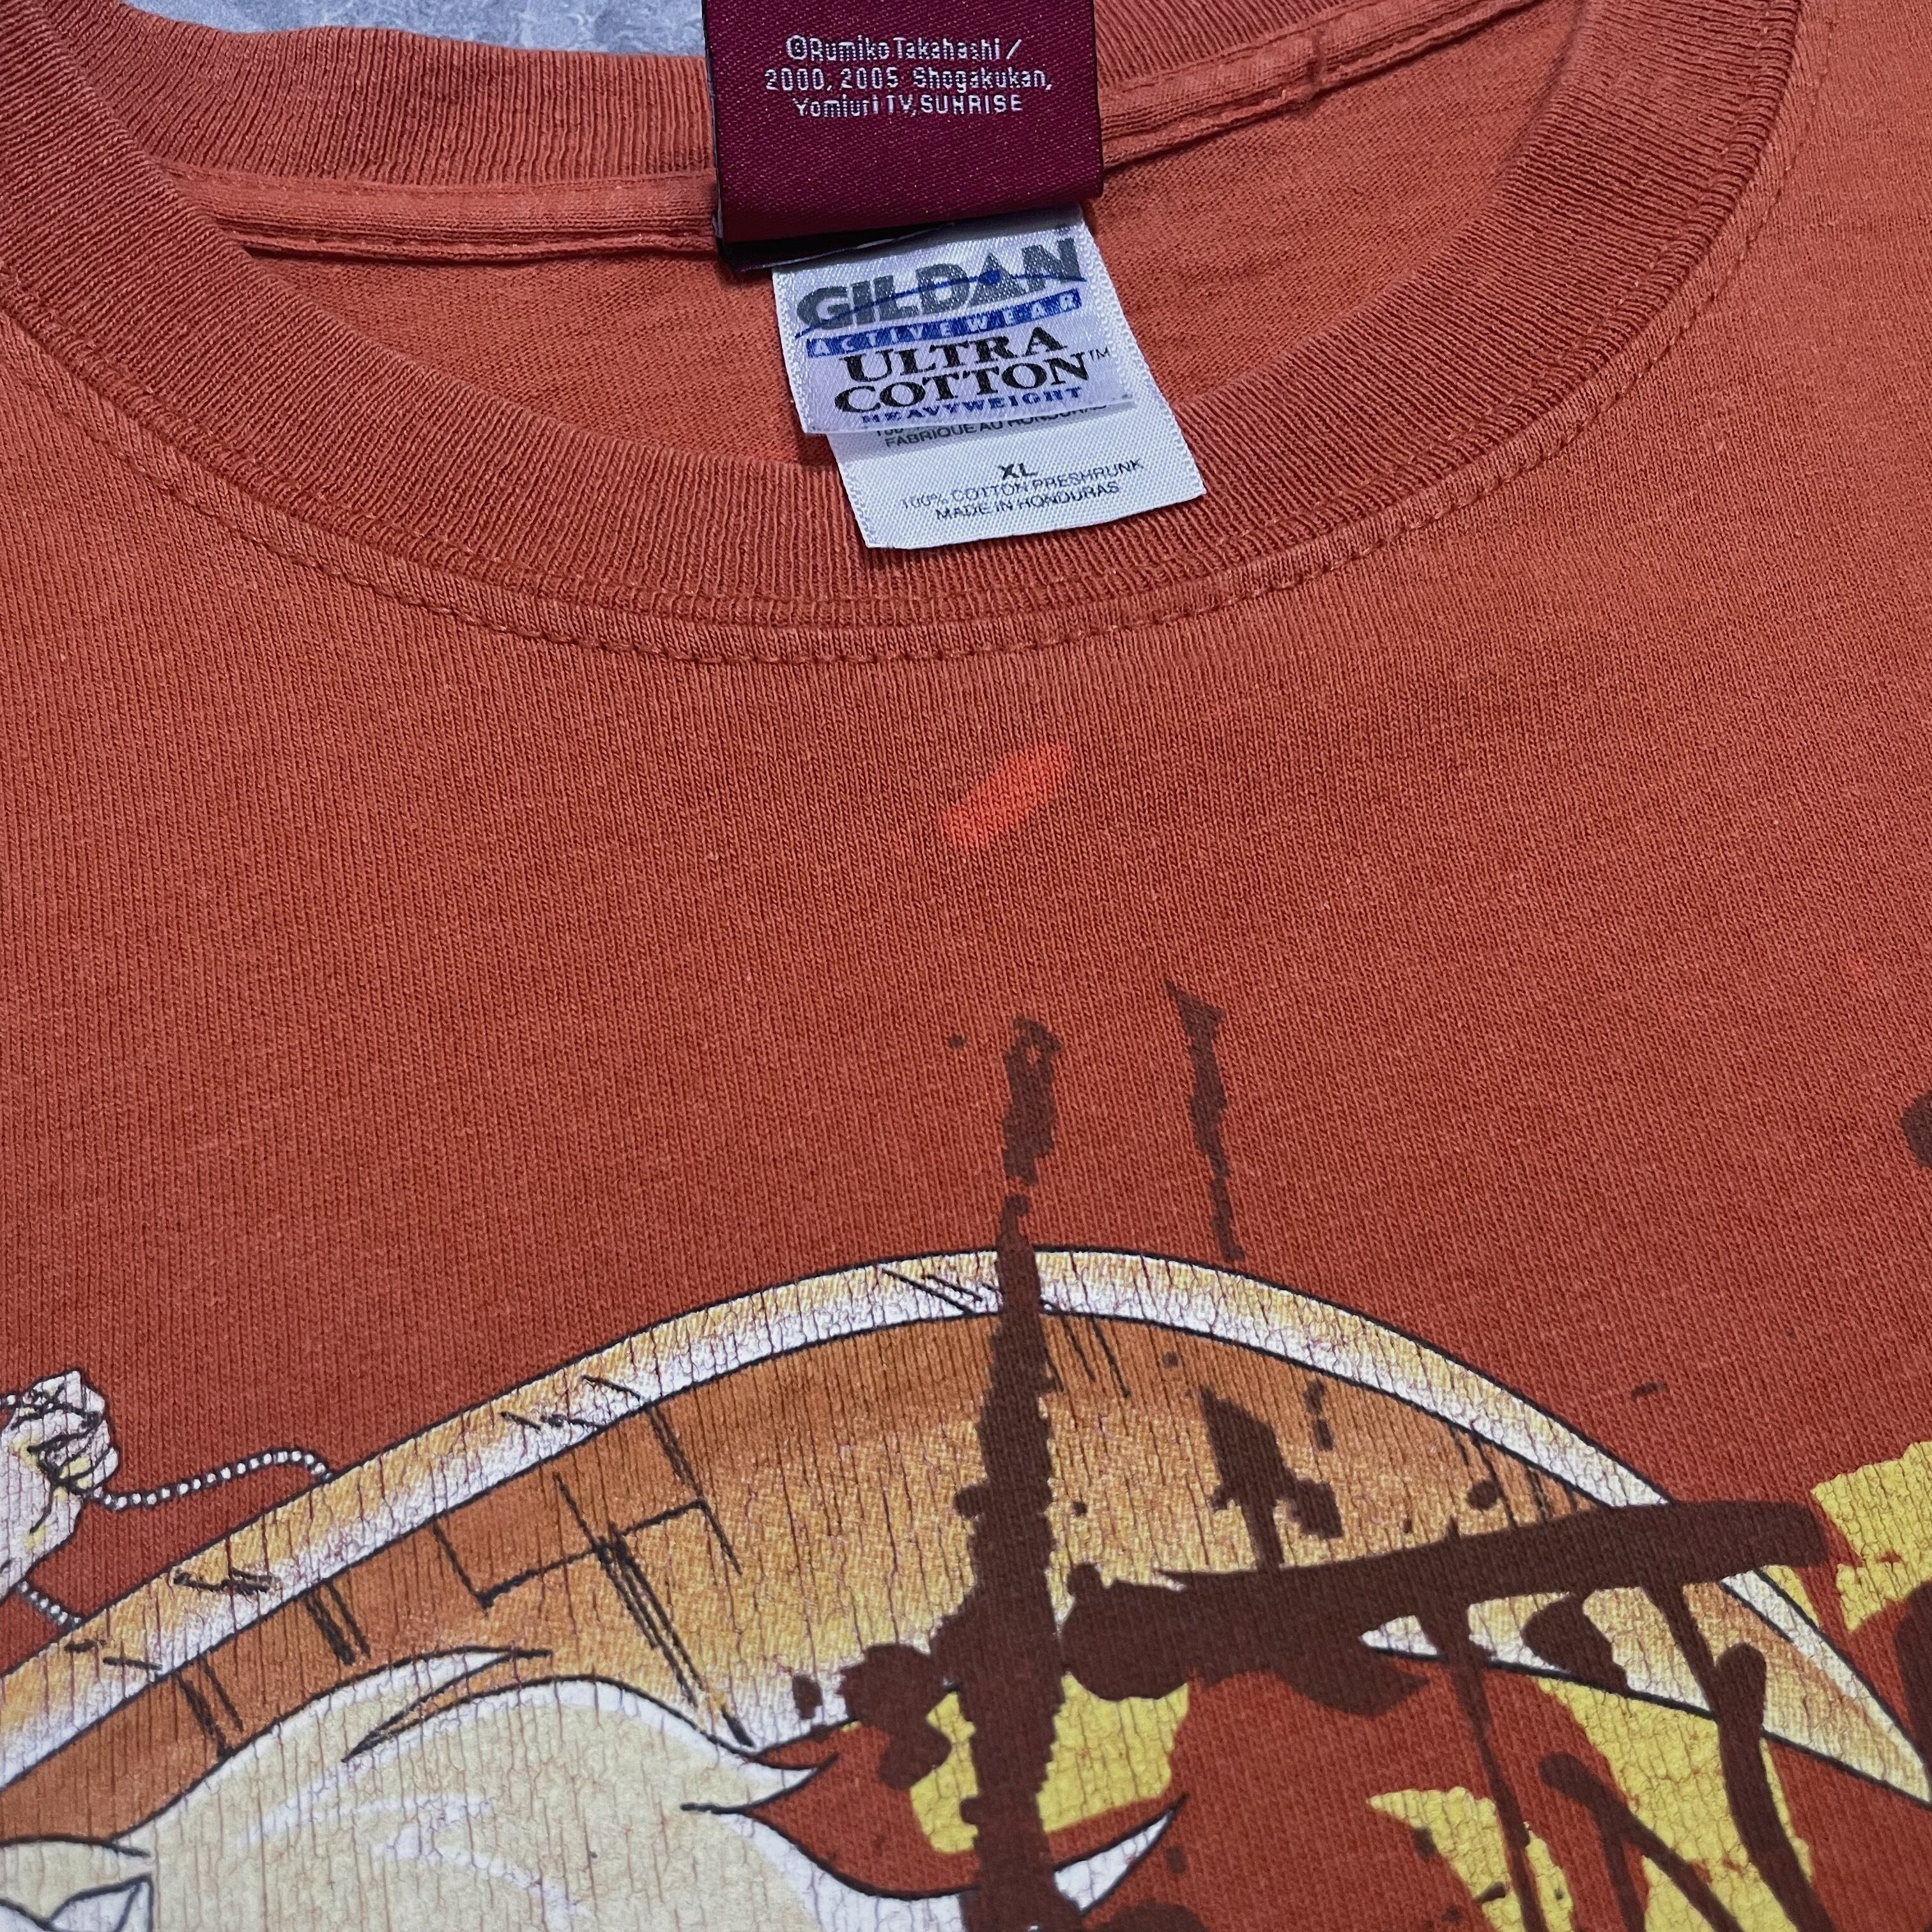 ©Rumiko Takahashi /
2000, 2005 Shogakukan,
Yomiuri TV, SUNRISE
GILDAN
ACTIVEWEAR
ULTRA
COTTON™
HEAVYWEIGHT
FABRIQUE AU HONDURAS
XL
100% COTTON PRESHRUNK
MADE IN HONDURAS